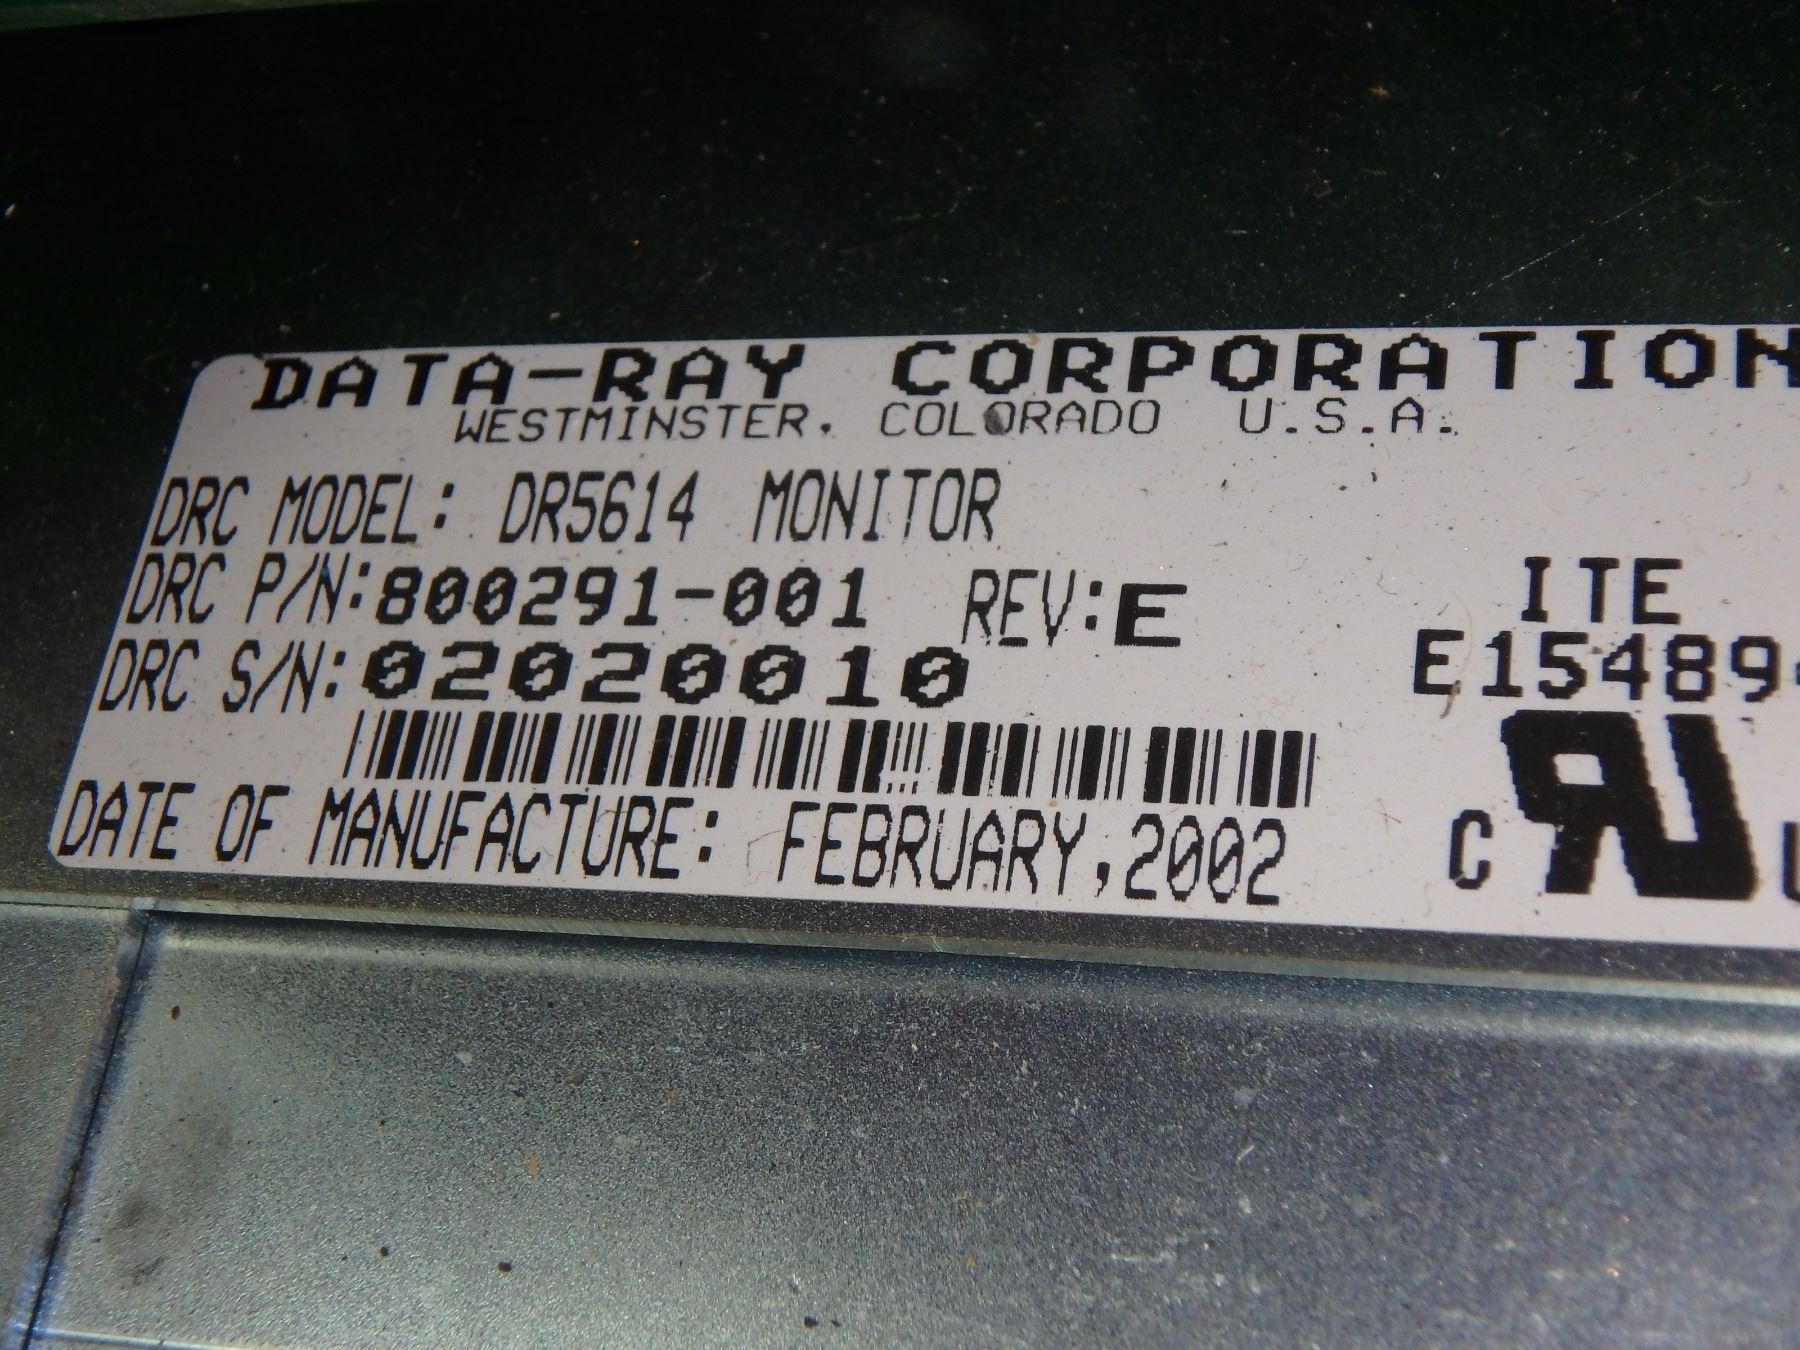 DATA-RAY CORPORATION
WESTMINSTER, COLORADO U.S.A.
DRC MODEL: DR5614 MONITOR
DRC P/N:800291-001 REV:E
DRC S/N:02020010
DATE OF MANUFACTURE: FEBRUARY,2002
ITE
E15489
C